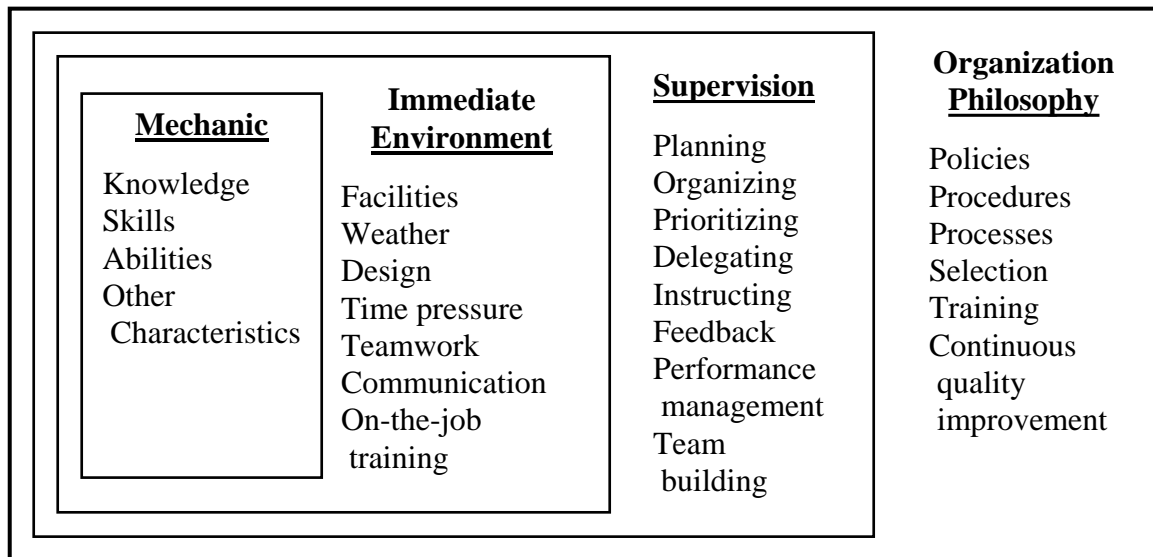 Mechanic
Knowledge
Skills
Abilities
Other
Characteristics
Immediate
Environment
Facilities
Weather
Design
Time pressure
Teamwork
Communication
On-the-job
training
Supervision
Planning
Organizing
Prioritizing
Delegating
Instructing
Feedback
Performance
management
Team
building
Organization
Philosophy
Policies
Procedures
Processes
Selection
Training
Continuous
quality
improvement